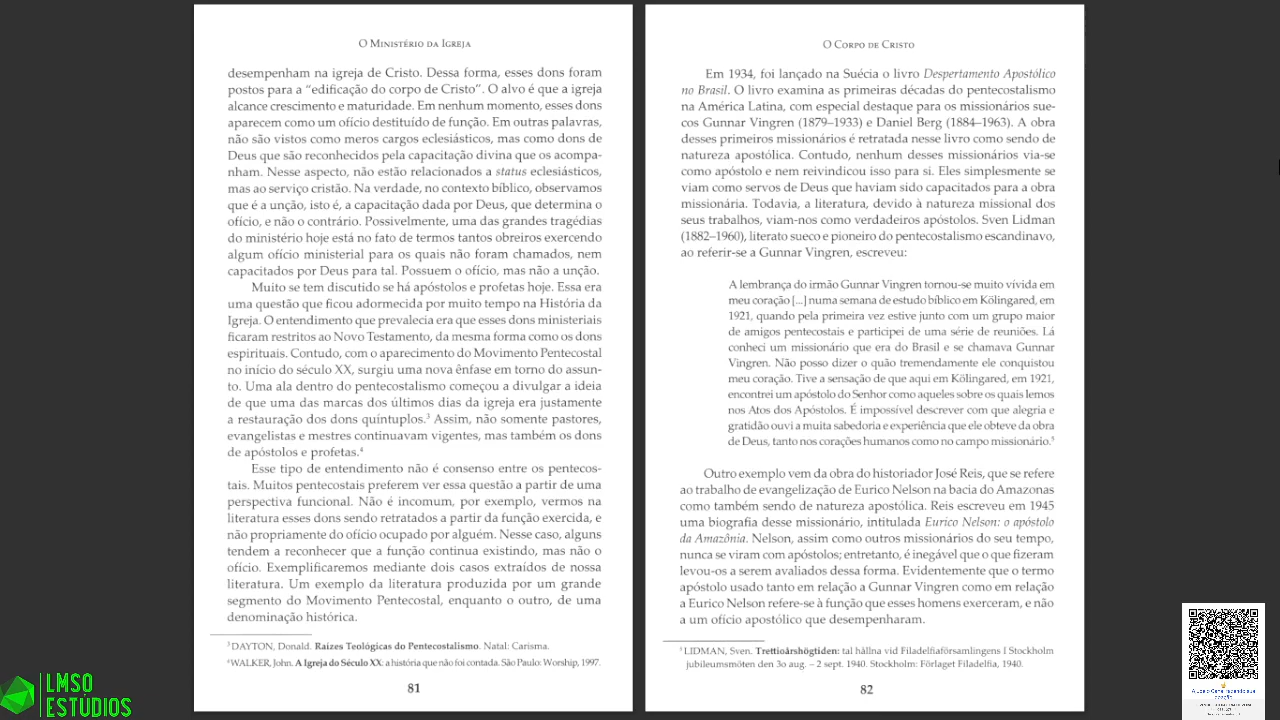 O Ministério da Igreja
desempenham na igreja de Cristo. Dessa forma, esses dons foram
postos para a “edificação do corpo de Cristo”. O alvo é que a igreja
alcance crescimento e maturidade. Em nenhum momento, esses dons
aparecem como um ofício destituído de função. Em outras palavras,
não são vistos como meros cargos eclesiásticos, mas como dons de
Deus que são reconhecidos pela capacitação divina que os acompa-
nham. Nesse aspecto, não estão relacionados a status eclesiásticos,
mas ao serviço cristão. Na verdade, no contexto bíblico, observamos
que é a unção, isto é, a capacitação dada por Deus, que determina o
ofício, e não o contrário. Possivelmente, uma das grandes tragédias
do ministério hoje está no fato de termos tantos obreiros exercendo
algum ofício ministerial para os quais não foram chamados, nem
capacitados por Deus para tal. Possuem o ofício, mas não a unção.
Muito se tem discutido se há apóstolos e profetas hoje. Essa era
uma questão que ficou adormecida por muito tempo na História da
Igreja. O entendimento que prevalecia era que esses dons ministeriais
ficaram restritos ao Novo Testamento, da mesma forma como os dons
espirituais. Contudo, com o aparecimento do Movimento Pentecostal
no início do século XX, surgiu uma nova ênfase em torno do assun-
to. Uma ala dentro do pentecostalismo começou a divulgar a ideia
de que uma das marcas dos últimos dias da igreja era justamente
a restauração dos dons quíntuplos.³ Assim, não somente pastores,
evangelistas e mestres continuavam vigentes, mas também os dons
de apóstolos e profetas.⁴
Esse tipo de entendimento não é consenso entre os pentecos-
tais. Muitos pentecostais preferem ver essa questão a partir de uma
perspectiva funcional. Não é incomum, por exemplo, vermos na
literatura esses dons sendo retratados a partir da função exercida, e
não propriamente do ofício ocupado por alguém. Nesse caso, alguns
tendem a reconhecer que a função continua existindo, mas não o
ofício. Exemplificaremos mediante dois casos extraídos de nossa
literatura. Um exemplo da literatura produzida por um grande
segmento do Movimento Pentecostal, enquanto o outro, de uma
denominação histórica.
³ DAYTON, Donald. Raízes Teológicas do Pentecostalismo. Natal: Carisma.
⁴ WALKER, John. A Igreja do Século XX: a história que não foi contada. São Paulo: Worship, 1997.
81
O Corpo de Cristo
Em 1934, foi lançado na Suécia o livro Despertamento Apostólico
no Brasil. O livro examina as primeiras décadas do pentecostalismo
na América Latina, com especial destaque para os missionários sue-
cos Gunnar Vingren (1879–1933) e Daniel Berg (1884–1963). A obra
desses primeiros missionários é retratada nesse livro como sendo de
natureza apostólica. Contudo, nenhum desses missionários via-se
como apóstolo e nem reivindicou isso para si. Eles simplesmente se
viam como servos de Deus que haviam sido capacitados para a obra
missionária. Todavia, a literatura, devido à natureza missional dos
seus trabalhos, viam-nos como verdadeiros apóstolos. Sven Lidman
(1882–1960), literato sueco e pioneiro do pentecostalismo escandinavo,
ao referir-se a Gunnar Vingren, escreveu:
A lembrança do irmão Gunnar Vingren tornou-se muito vívida em
meu coração [...] numa semana de estudo bíblico em Kölingared, em
1921, quando pela primeira vez estive junto com um grupo maior
de amigos pentecostais e participei de uma série de reuniões. Lá
conheci um missionário que era do Brasil e se chamava Gunnar
Vingren. Não posso dizer o quão tremendamente ele conquistou
meu coração. Tive a sensação de que aqui em Kölingared, em 1921,
encontrei um apóstolo do Senhor como aqueles sobre os quais lemos
nos Atos dos Apóstolos. É impossível descrever com que alegria e
gratidão ouvi a muita sabedoria e experiência que ele obteve da obra
de Deus, tanto nos corações humanos como no campo missionário.⁵
Outro exemplo vem da obra do historiador José Reis, que se refere
ao trabalho de evangelização de Eurico Nelson na bacia do Amazonas
como também sendo de natureza apostólica. Reis escreveu em 1945
uma biografia desse missionário, intitulada Eurico Nelson: o apóstolo
da Amazônia. Nelson, assim como outros missionários do seu tempo,
nunca se viram com apóstolos; entretanto, é inegável que o que fizeram
levou-os a serem avaliados dessa forma. Evidentemente que o termo
apóstolo usado tanto em relação a Gunnar Vingren como em relação
a Eurico Nelson refere-se à função que esses homens exerceram, e não
a um ofício apostólico que desempenharam.
⁵ LIDMAN, Sven. Trettioårshögtiden: tal hållna vid Filadelfiaförsamlingens I Stockholm
jubileumsmöten den 3o aug. – 2 sept. 1940. Stockholm: Förlaget Filadelfia, 1940.
82
LMSO
ESTÚDIOS